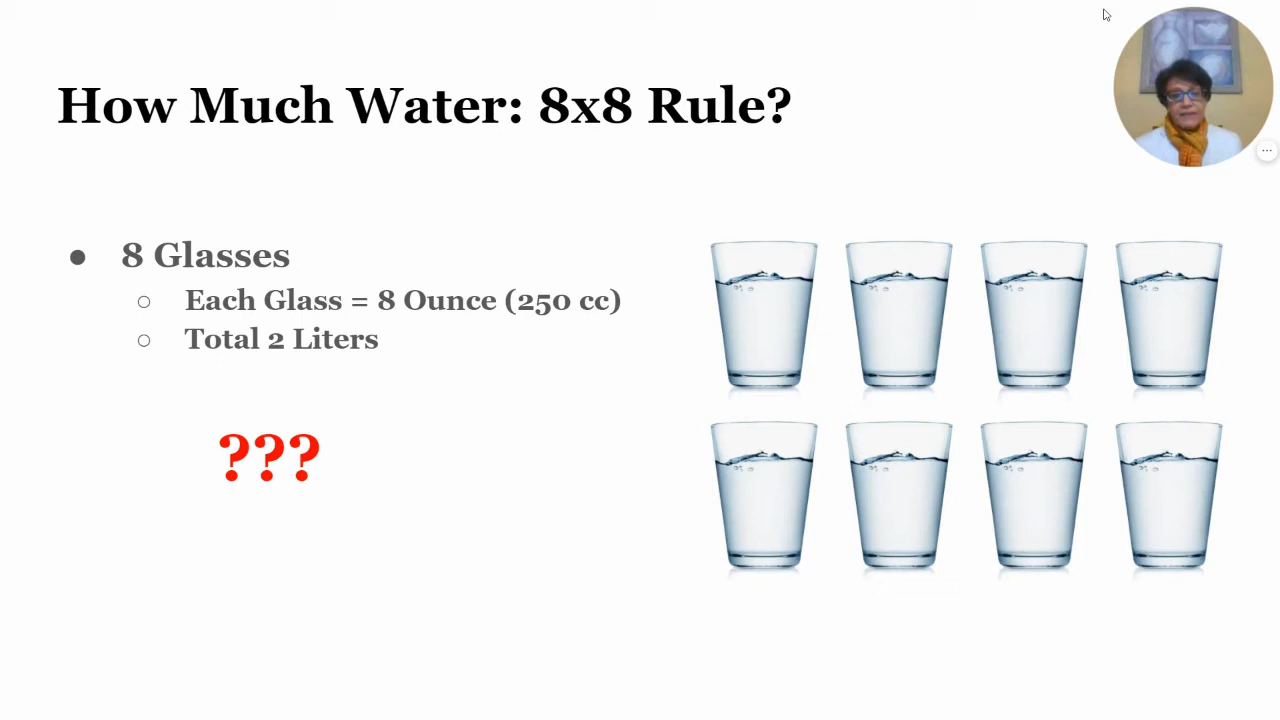 How Much Water: 8x8 Rule?
● 8 Glasses
○ Each Glass = 8 Ounce (250 cc)
○ Total 2 Liters
???